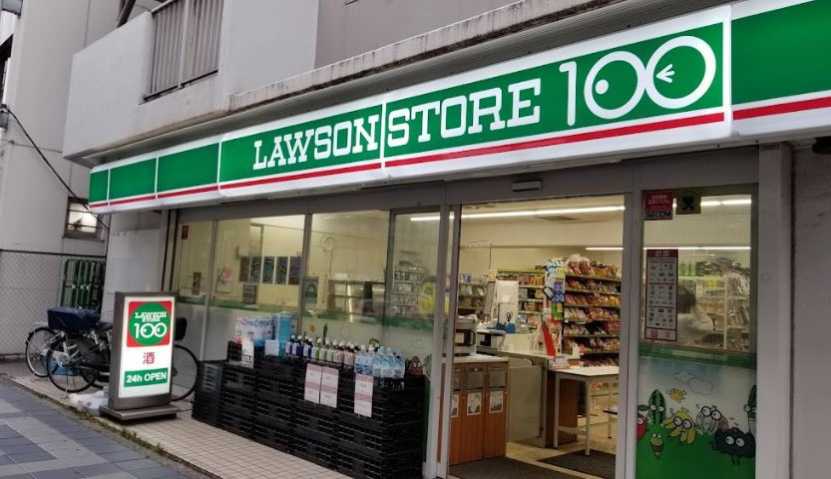 LAWSON STORE 100
LAWSON
STORE
100
酒
24h OPEN